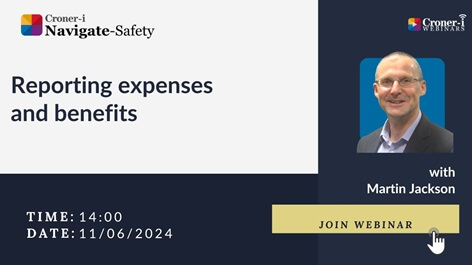 Croner-i
Navigate-Safety
Croner-i
WEBINARS
Reporting expenses
and benefits
with
Martin Jackson
TIME: 14:00
DATE: 11/06/2024
JOIN WEBINAR